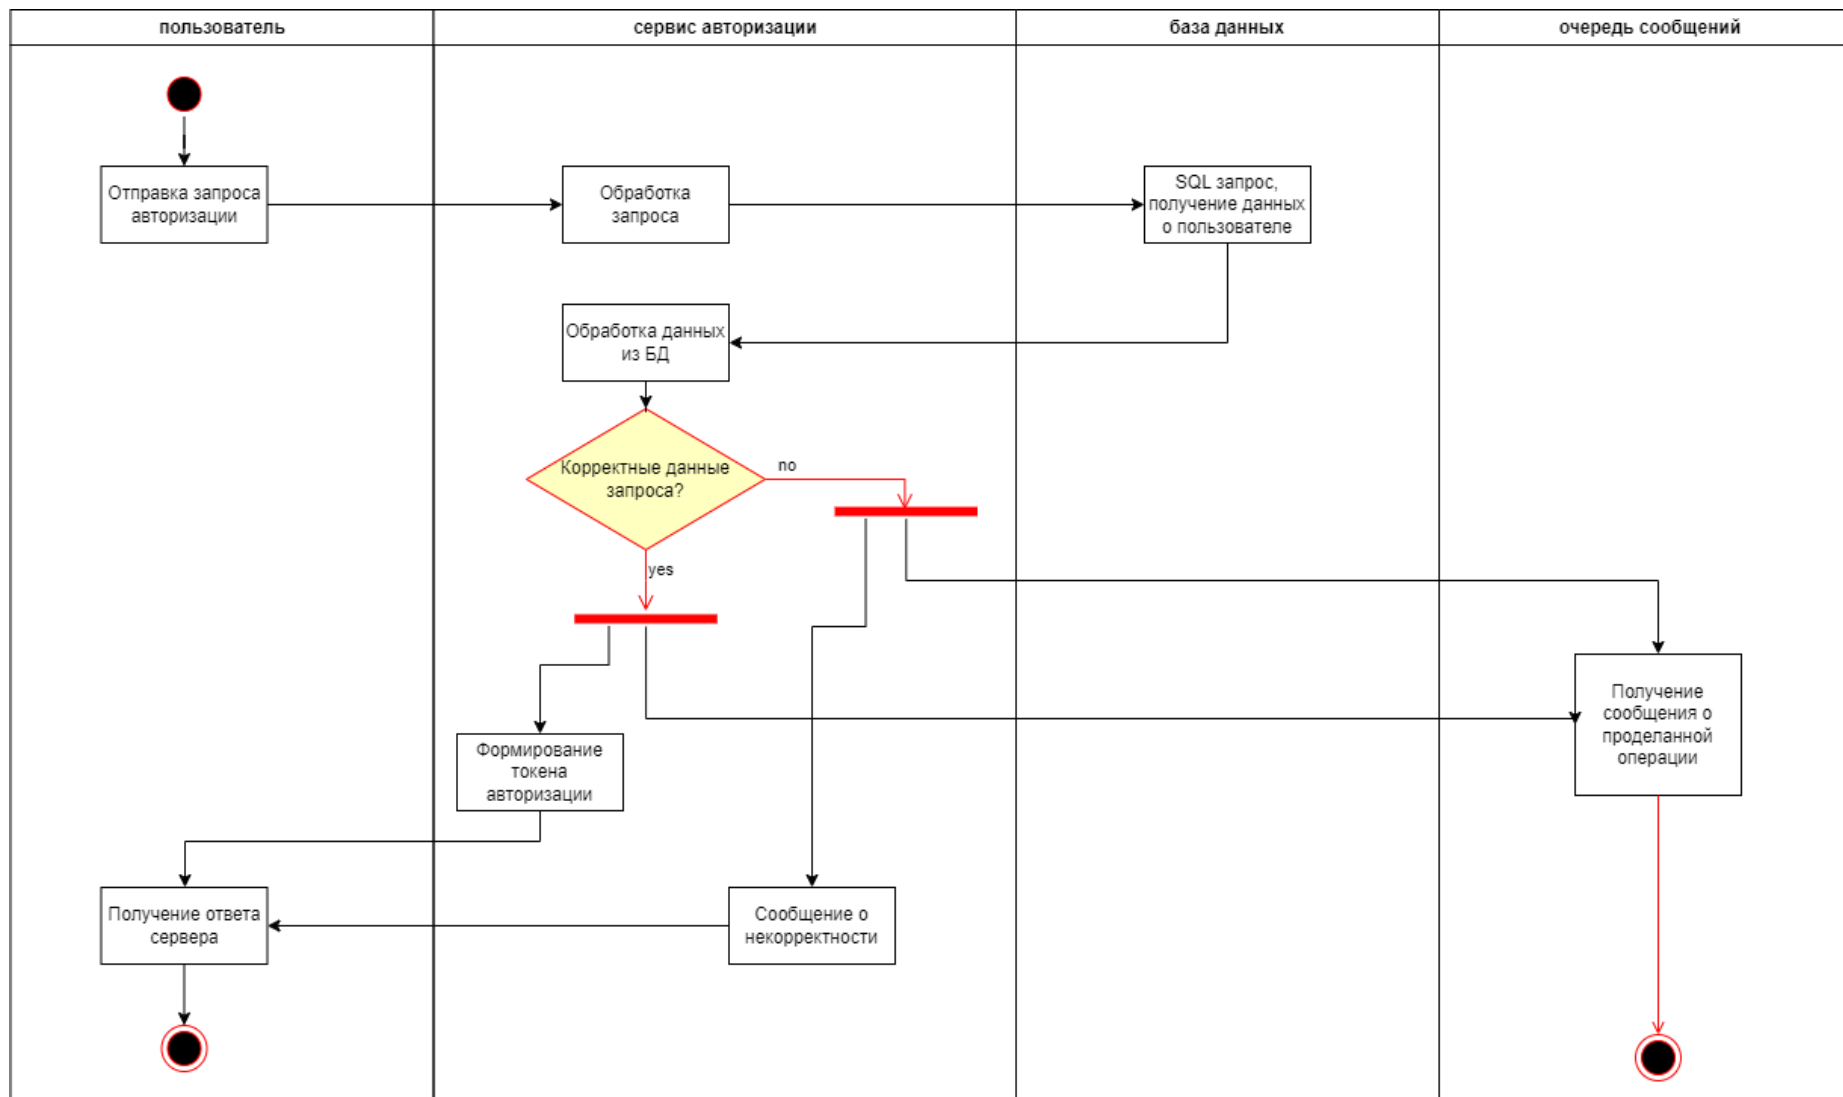 пользователь
сервис авторизации
база данных
очередь сообщений
Отправка запроса
авторизации
Обработка
запроса
SQL запрос,
получение данных
о пользователе
Обработка данных
из БД
Корректные данные
запроса?
no
yes
Получение
сообщения о
проделанной
операции
Формирование
токена
авторизации
Получение ответа
сервера
Сообщение о
некорректности